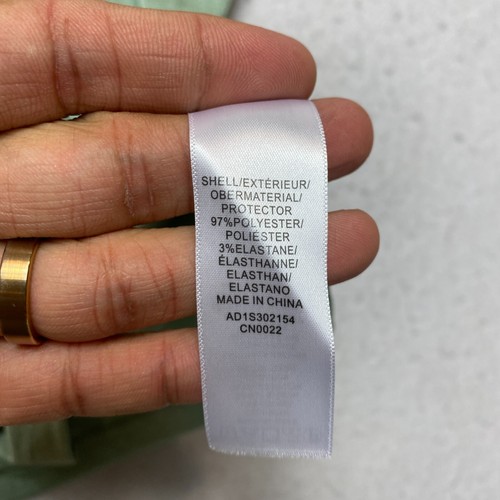 SHELL/EXTÉRIEUR/
OBERMATERIAL/
PROTECTOR
97%POLYESTER/
POLIÉSTER
3%ELASTANE/
ÉLASTHANNE/
ELASTHAN/
ELASTANO
MADE IN CHINA
AD1S302154
CN0022